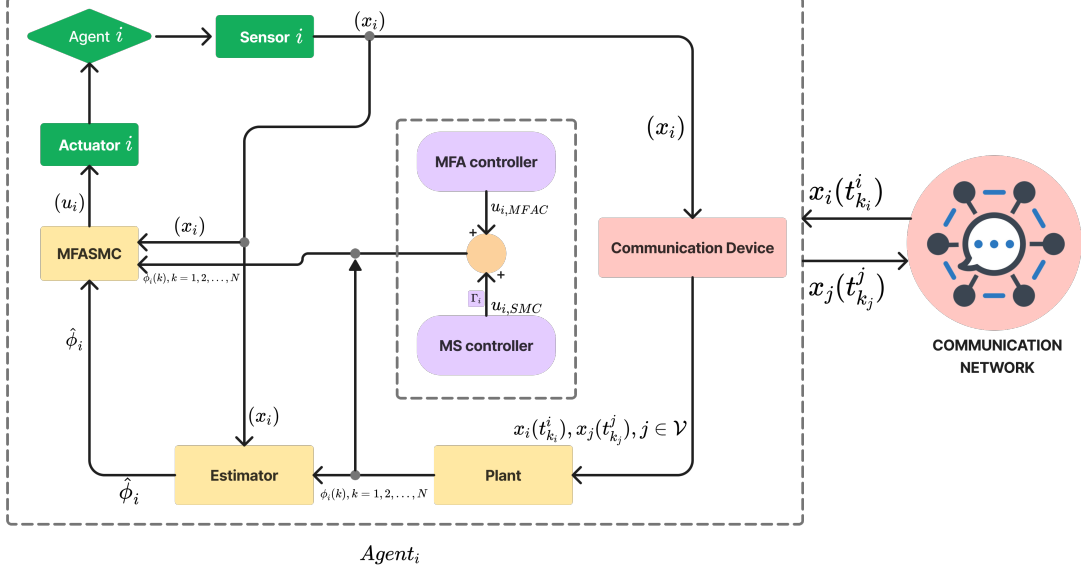 Agent i
Sensor i
(x_i)
Actuator i
(x_i)
MFA controller
u_{i,MFAC}
x_i(t^i_{k_i})
(u_i)
(x_i)
MFASMC
+
Communication Device
ϕ_i(k), k = 1, 2, ..., N
+
x_j(t^j_{k_j})
Γ_i
u_{i,SMC}
ϕ̂_i
MS controller
COMMUNICATION
NETWORK
(x_i)
x_i(t^i_{k_i}), x_j(t^j_{k_j}), j ∈ 𝒱
Estimator
Plant
ϕ̂_i
ϕ_i(k), k = 1, 2, ..., N
Agent_i